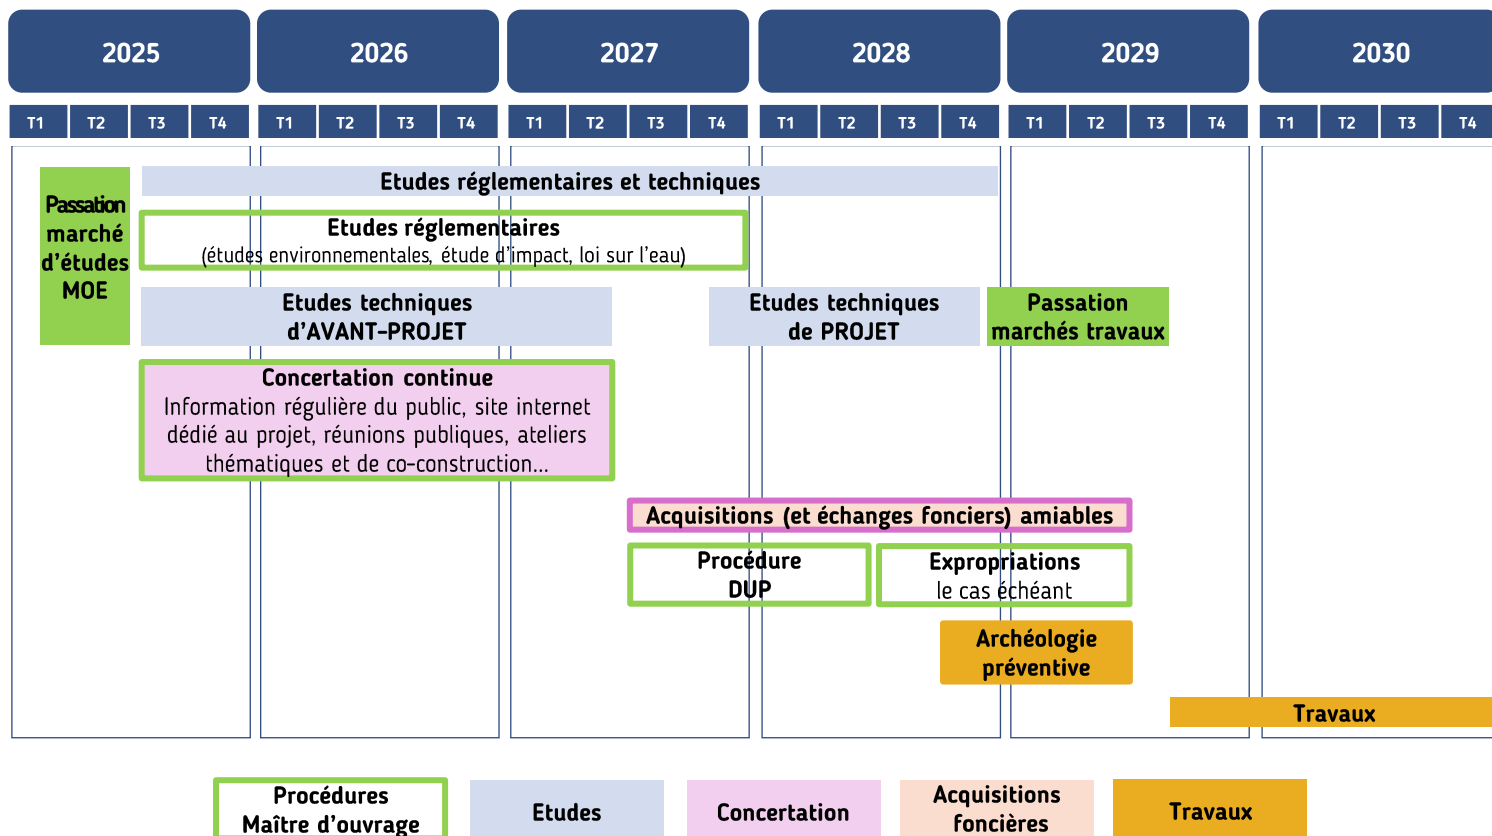 2025 2026 2027 2028 2029 2030
T1 T2 T3 T4 T1 T2 T3 T4 T1 T2 T3 T4 T1 T2 T3 T4 T1 T2 T3 T4 T1 T2 T3 T4
Passation
marché
d'études
MOE
Etudes réglementaires et techniques
Etudes réglementaires
(études environnementales, étude d'impact, loi sur l'eau)
Etudes techniques
d'AVANT-PROJET
Etudes techniques
de PROJET
Passation
marchés travaux
Concertation continue
Information régulière du public, site internet
dédié au projet, réunions publiques, ateliers
thématiques et de co-construction...
Acquisitions (et échanges fonciers) amiables
Procédure
DUP
Expropriations
le cas échéant
Archéologie
préventive
Travaux
Procédures
Maître d'ouvrage
Etudes
Concertation
Acquisitions
foncières
Travaux